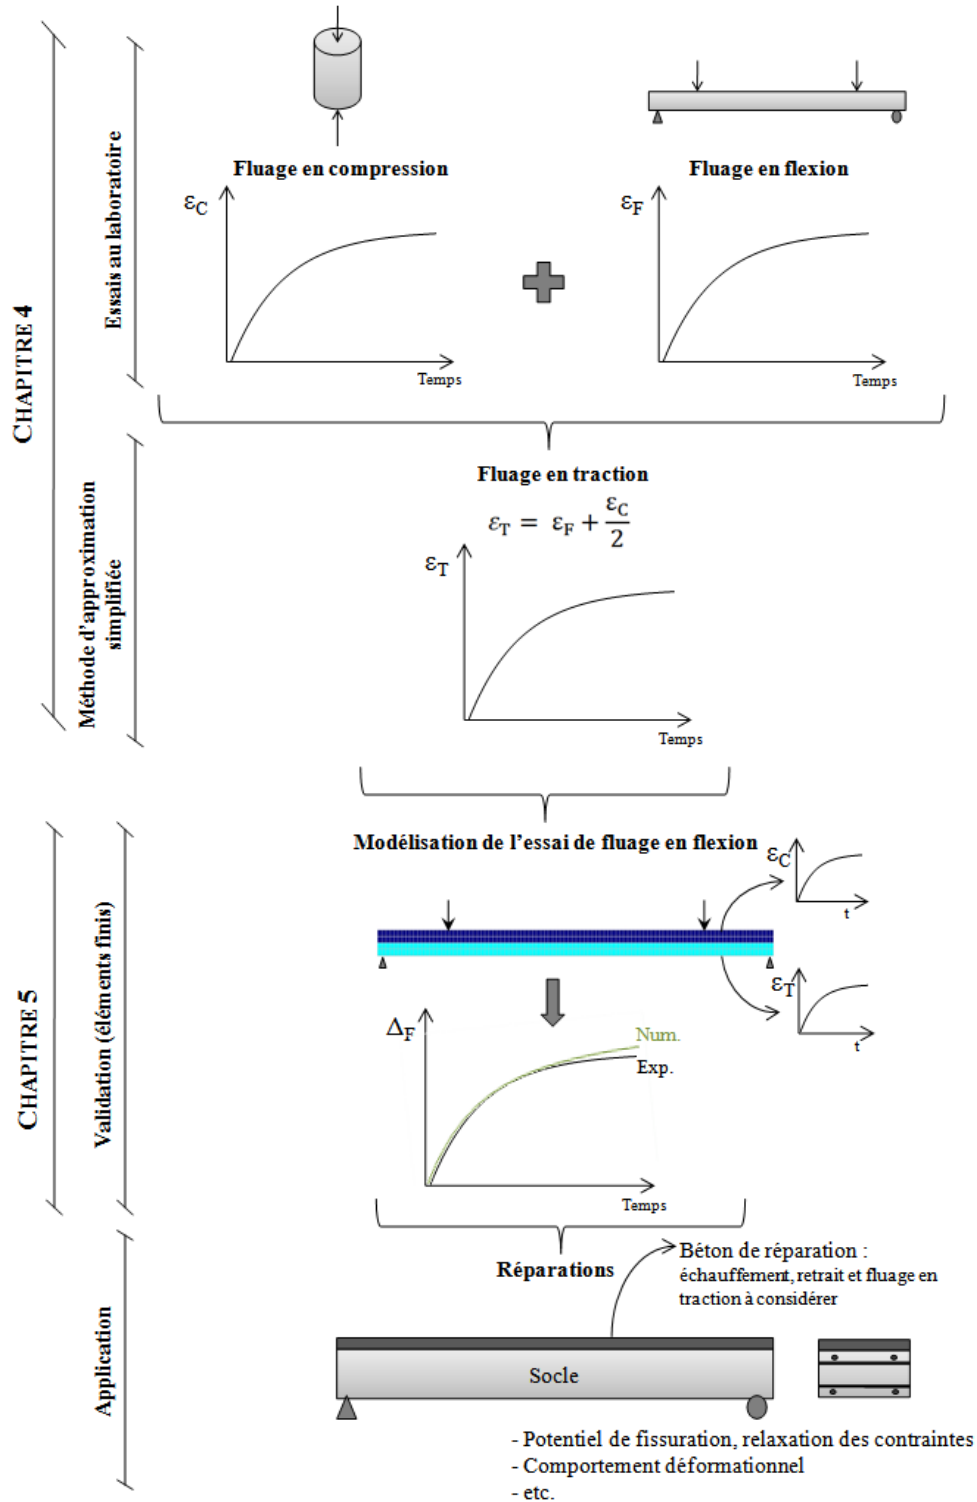 CHAPITRE 4
Essais au laboratoire
Fluage en compression
Fluage en flexion
εC
Temps
εF
Temps
Méthode d'approximation
simplifiée
Fluage en traction
εT = εF + εC/2
εT
Temps
CHAPITRE 5
Validation (éléments finis)
Modélisation de l'essai de fluage en flexion
εC
t
εT
t
ΔF
Num.
Exp.
Temps
Application
Réparations
Béton de réparation :
échauffement, retrait et fluage en
traction à considérer
Socle
- Potentiel de fissuration, relaxation des contraintes
- Comportement déformationnel
- etc.